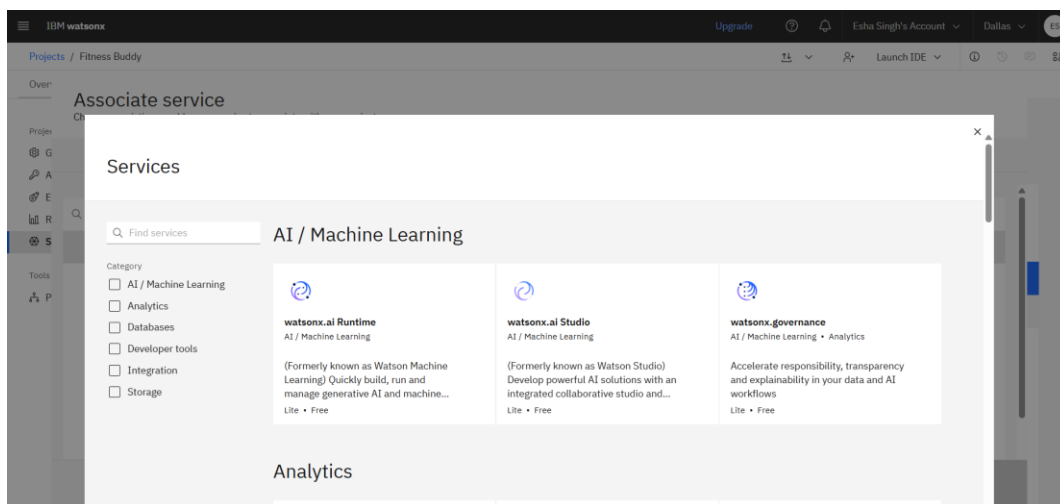 IBM watsonx
Upgrade
Esha Singh's Account
Dallas
ES
Projects / Fitness Buddy
Launch IDE
Over
Associate service
Ch
Projec
G
A
E
R
S
Tools
P
Services
Find services
Category
AI / Machine Learning
Analytics
Databases
Developer tools
Integration
Storage
AI / Machine Learning
watsonx.ai Runtime
AI / Machine Learning
(Formerly known as Watson Machine
Learning) Quickly build, run and
manage generative AI and machine...
Lite • Free
watsonx.ai Studio
AI / Machine Learning
(Formerly known as Watson Studio)
Develop powerful AI solutions with an
integrated collaborative studio and...
Lite • Free
watsonx.governance
AI / Machine Learning • Analytics
Accelerate responsibility, transparency
and explainability in your data and AI
workflows
Lite • Free
Analytics